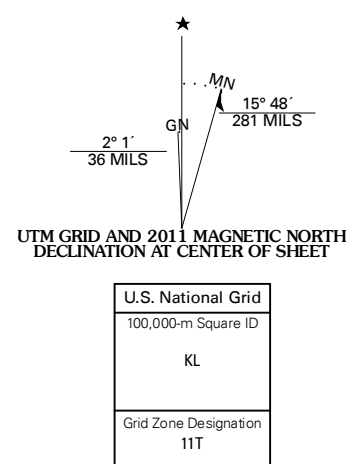 ★
MN
15° 48´
281 MILS
GN
2° 1´
36 MILS
UTM GRID AND 2011 MAGNETIC NORTH
DECLINATION AT CENTER OF SHEET
U.S. National Grid
100,000-m Square ID
KL
Grid Zone Designation
11T